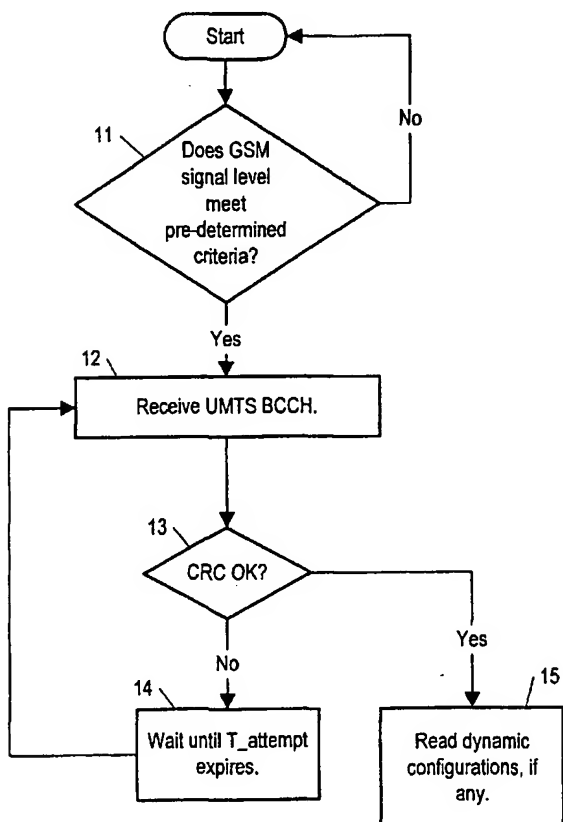 Start
No
11
Does GSM
signal level
meet
pre-determined
criteria?
Yes
12
Receive UMTS BCCH.
13
CRC OK?
Yes
No
14
Wait until T_attempt
expires.
15
Read dynamic
configurations, if
any.